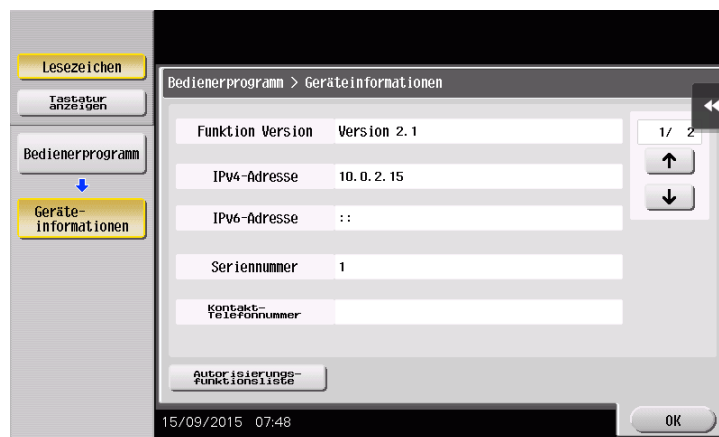 Lesezeichen
Tastatur
anzeigen
Bedienerprogramm
Geräte-
informationen
Bedienerprogramm > Geräteinformationen
Funktion Version Version 2.1
1/ 2
IPv4-Adresse 10.0.2.15
IPv6-Adresse ::
Seriennummer 1
Kontakt-
Telefonnummer
Autorisierungs-
funktionsliste
15/09/2015 07:48
OK